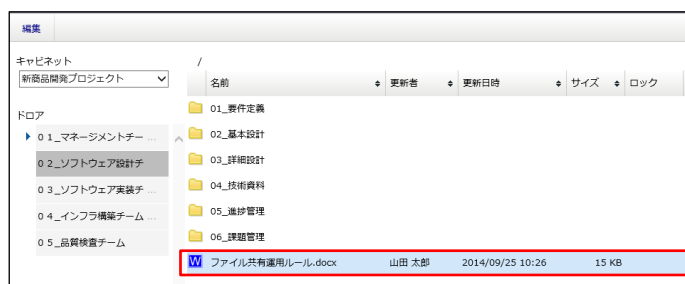 編集
キャビネット
新商品開発プロジェクト
ドロア
０１_マネージメントチー ...
０２_ソフトウェア設計チ
０３_ソフトウェア実装チ ...
０４_インフラ構築チーム ...
０５_品質検査チーム
/
名前 更新者 更新日時 サイズ ロック
01_要件定義
02_基本設計
03_詳細設計
04_技術資料
05_進捗管理
06_課題管理
W ファイル共有運用ルール.docx 山田 太郎 2014/09/25 10:26 15 KB